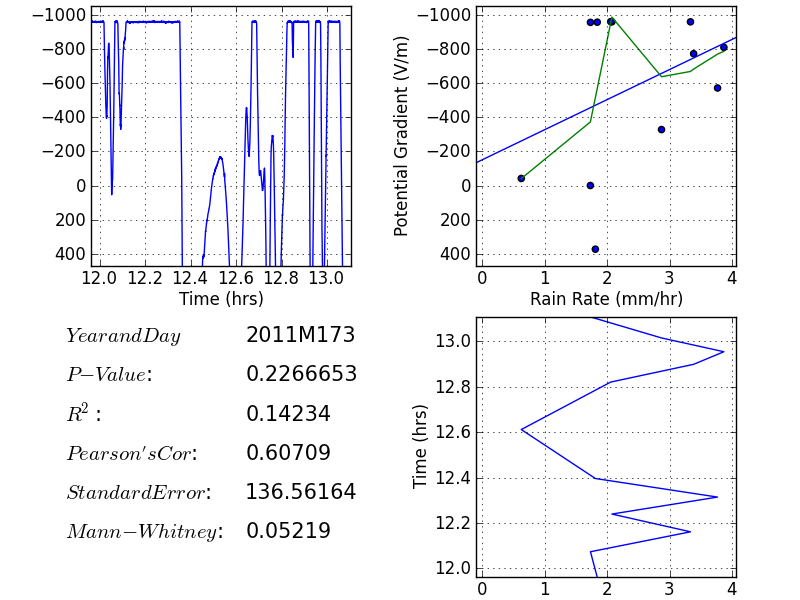 −1000
−800
−600
−400
−200
0
200
400
12.0 12.2 12.4 12.6 12.8 13.0
Time (hrs)
Potential Gradient (V/m)
−1000
−800
−600
−400
−200
0
200
400
0 1 2 3 4
Rain Rate (mm/hr)
YearandDay 2011M173
P−Value: 0.2266653
R²: 0.14234
Pearson'sCor: 0.60709
StandardError: 136.56164
Mann−Whitney: 0.05219
Time (hrs)
13.0
12.8
12.6
12.4
12.2
12.0
0 1 2 3 4